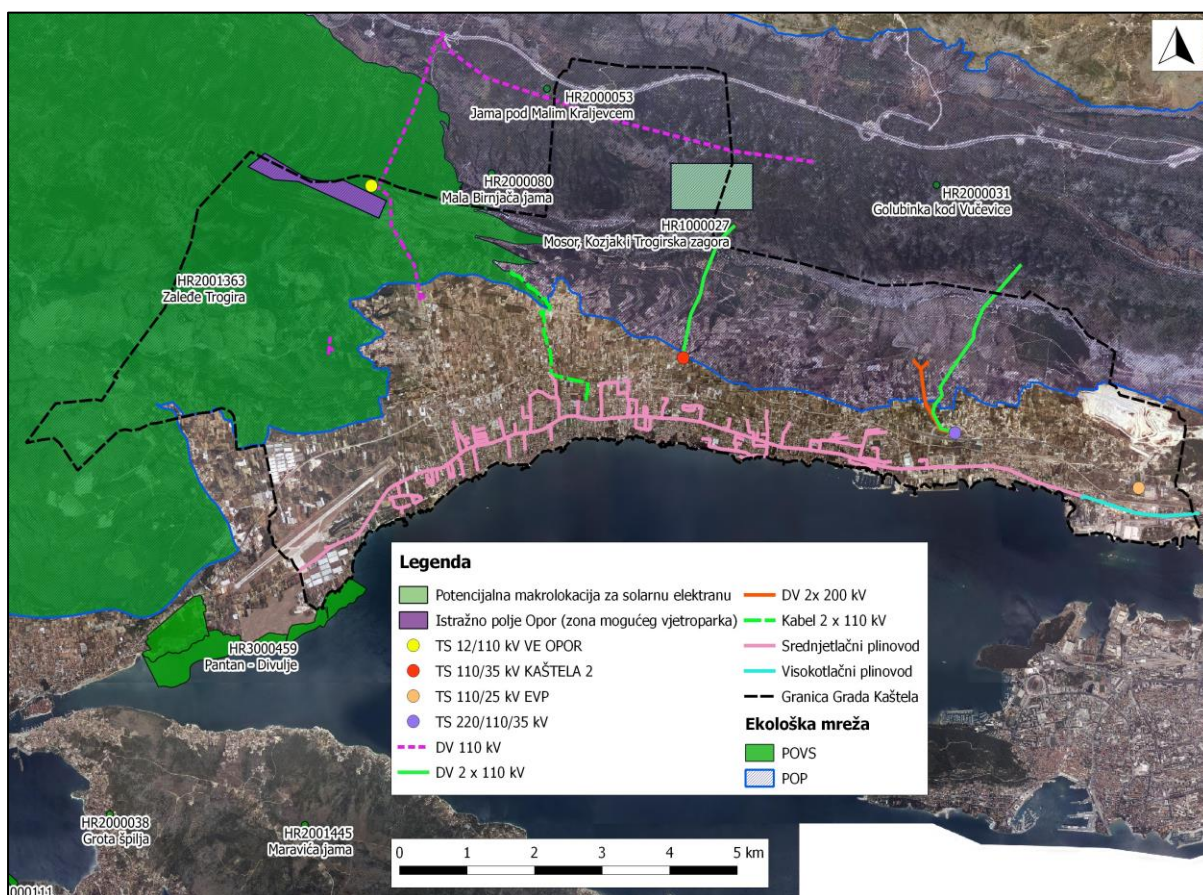 HR2000053
Jama pod Malim Kraljevcem
HR2000080
Mala Birnjača jama
HR2000031
Golubinka kod Vučevice
HR1000027
Mosor, Kozjak i Trogirska zagora
HR2001363
Zaleđe Trogira
HR3000459
Pantan - Divulje
HR2000038
Grota špilja
HR2001445
Maravića jama
000111
Legenda
Potencijalna makrolokacija za solarnu elektranu
Istražno polje Opor (zona mogućeg vjetroparka)
TS 12/110 kV VE OPOR
TS 110/35 kV KAŠTELA 2
TS 110/25 kV EVP
TS 220/110/35 kV
DV 110 kV
DV 2 x 110 kV
DV 2x 200 kV
Kabel 2 x 110 kV
Srednjetlačni plinovod
Visokotlačni plinovod
Granica Grada Kaštela
Ekološka mreža
POVS
POP
0 1 2 3 4 5 km